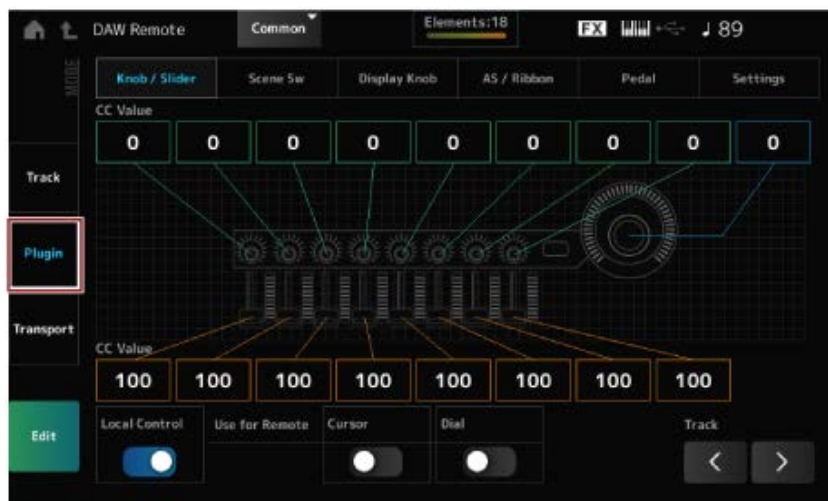 DAW Remote Common Elements:18 FX ♩ 89
MODE
Knob / Slider Scene Sw Display Knob AS / Ribbon Pedal Settings
CC Value
0 0 0 0 0 0 0 0 0
Track
Plugin
Transport
CC Value
100 100 100 100 100 100 100 100
Edit
Local Control Use for Remote Cursor Dial Track
< >